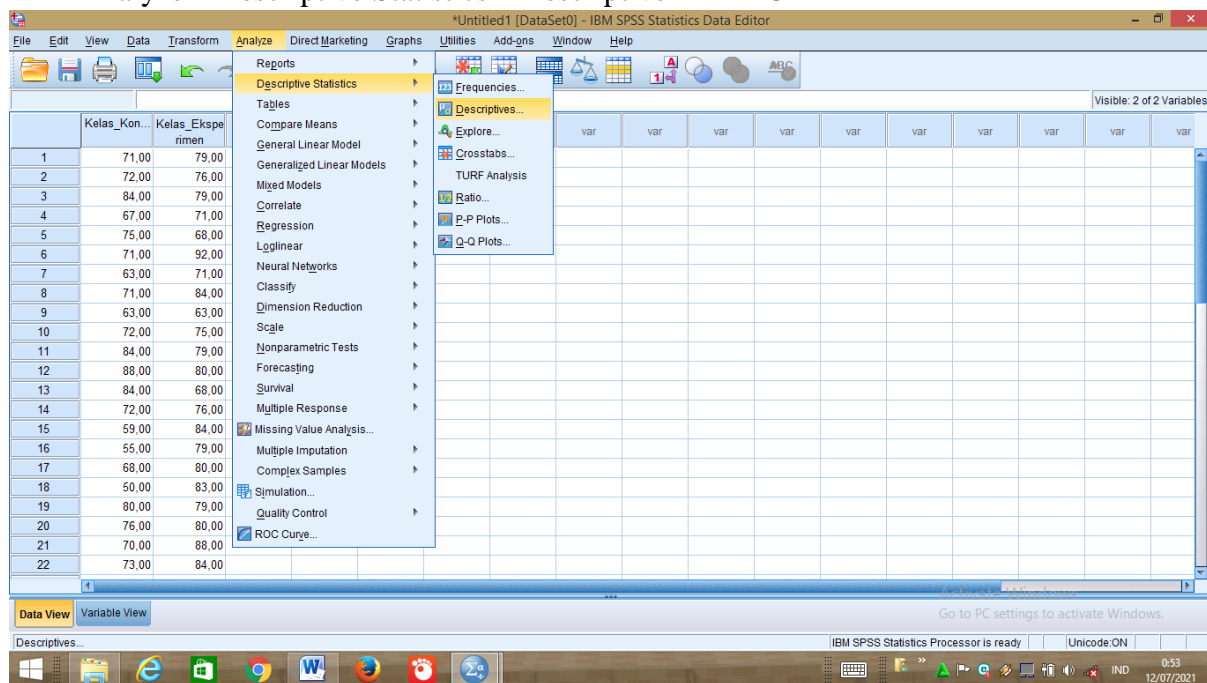 *Untitled1 [DataSet0] - IBM SPSS Statistics Data Editor
File Edit View Data Transform Analyze Direct Marketing Graphs Utilities Add-ons Window Help
Visible: 2 of 2 Variables
Kelas_Kon... Kelas_Eksperimen var var var var var var var var var var
1 71,00 79,00
2 72,00 76,00
3 84,00 79,00
4 67,00 71,00
5 75,00 68,00
6 71,00 92,00
7 63,00 71,00
8 71,00 84,00
9 63,00 63,00
10 72,00 75,00
11 84,00 79,00
12 88,00 80,00
13 84,00 68,00
14 72,00 76,00
15 59,00 84,00
16 55,00 79,00
17 68,00 80,00
18 50,00 83,00
19 80,00 79,00
20 76,00 80,00
21 70,00 88,00
22 73,00 84,00
Reports
Descriptive Statistics
Tables
Compare Means
General Linear Model
Generalized Linear Models
Mixed Models
Correlate
Regression
Loglinear
Neural Networks
Classify
Dimension Reduction
Scale
Nonparametric Tests
Forecasting
Survival
Multiple Response
Missing Value Analysis...
Multiple Imputation
Complex Samples
Simulation...
Quality Control
ROC Curve...
Frequencies...
Descriptives...
Explore...
Crosstabs...
TURF Analysis
Ratio...
P-P Plots...
Q-Q Plots...
Activate Windows
Go to PC settings to activate Windows.
Data View Variable View
Descriptives... IBM SPSS Statistics Processor is ready Unicode:ON
IND 0:53
12/07/2021